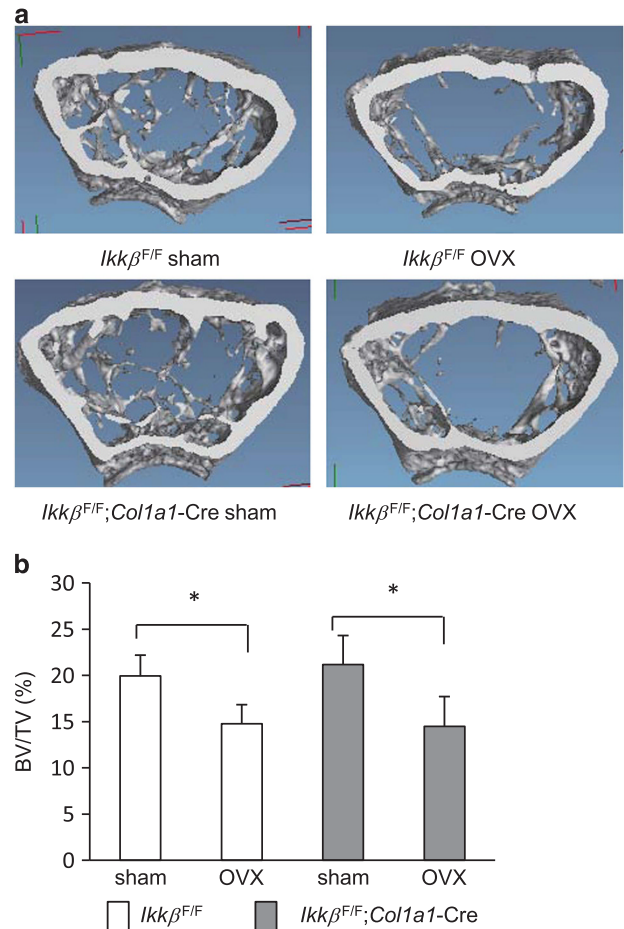 a
Ikkβ^F/F sham
Ikkβ^F/F OVX
Ikkβ^F/F;Col1a1-Cre sham
Ikkβ^F/F;Col1a1-Cre OVX
b
30
25
20
15
10
5
0
BV/TV (%)
*
*
sham
OVX
sham
OVX
Ikkβ^F/F
Ikkβ^F/F;Col1a1-Cre